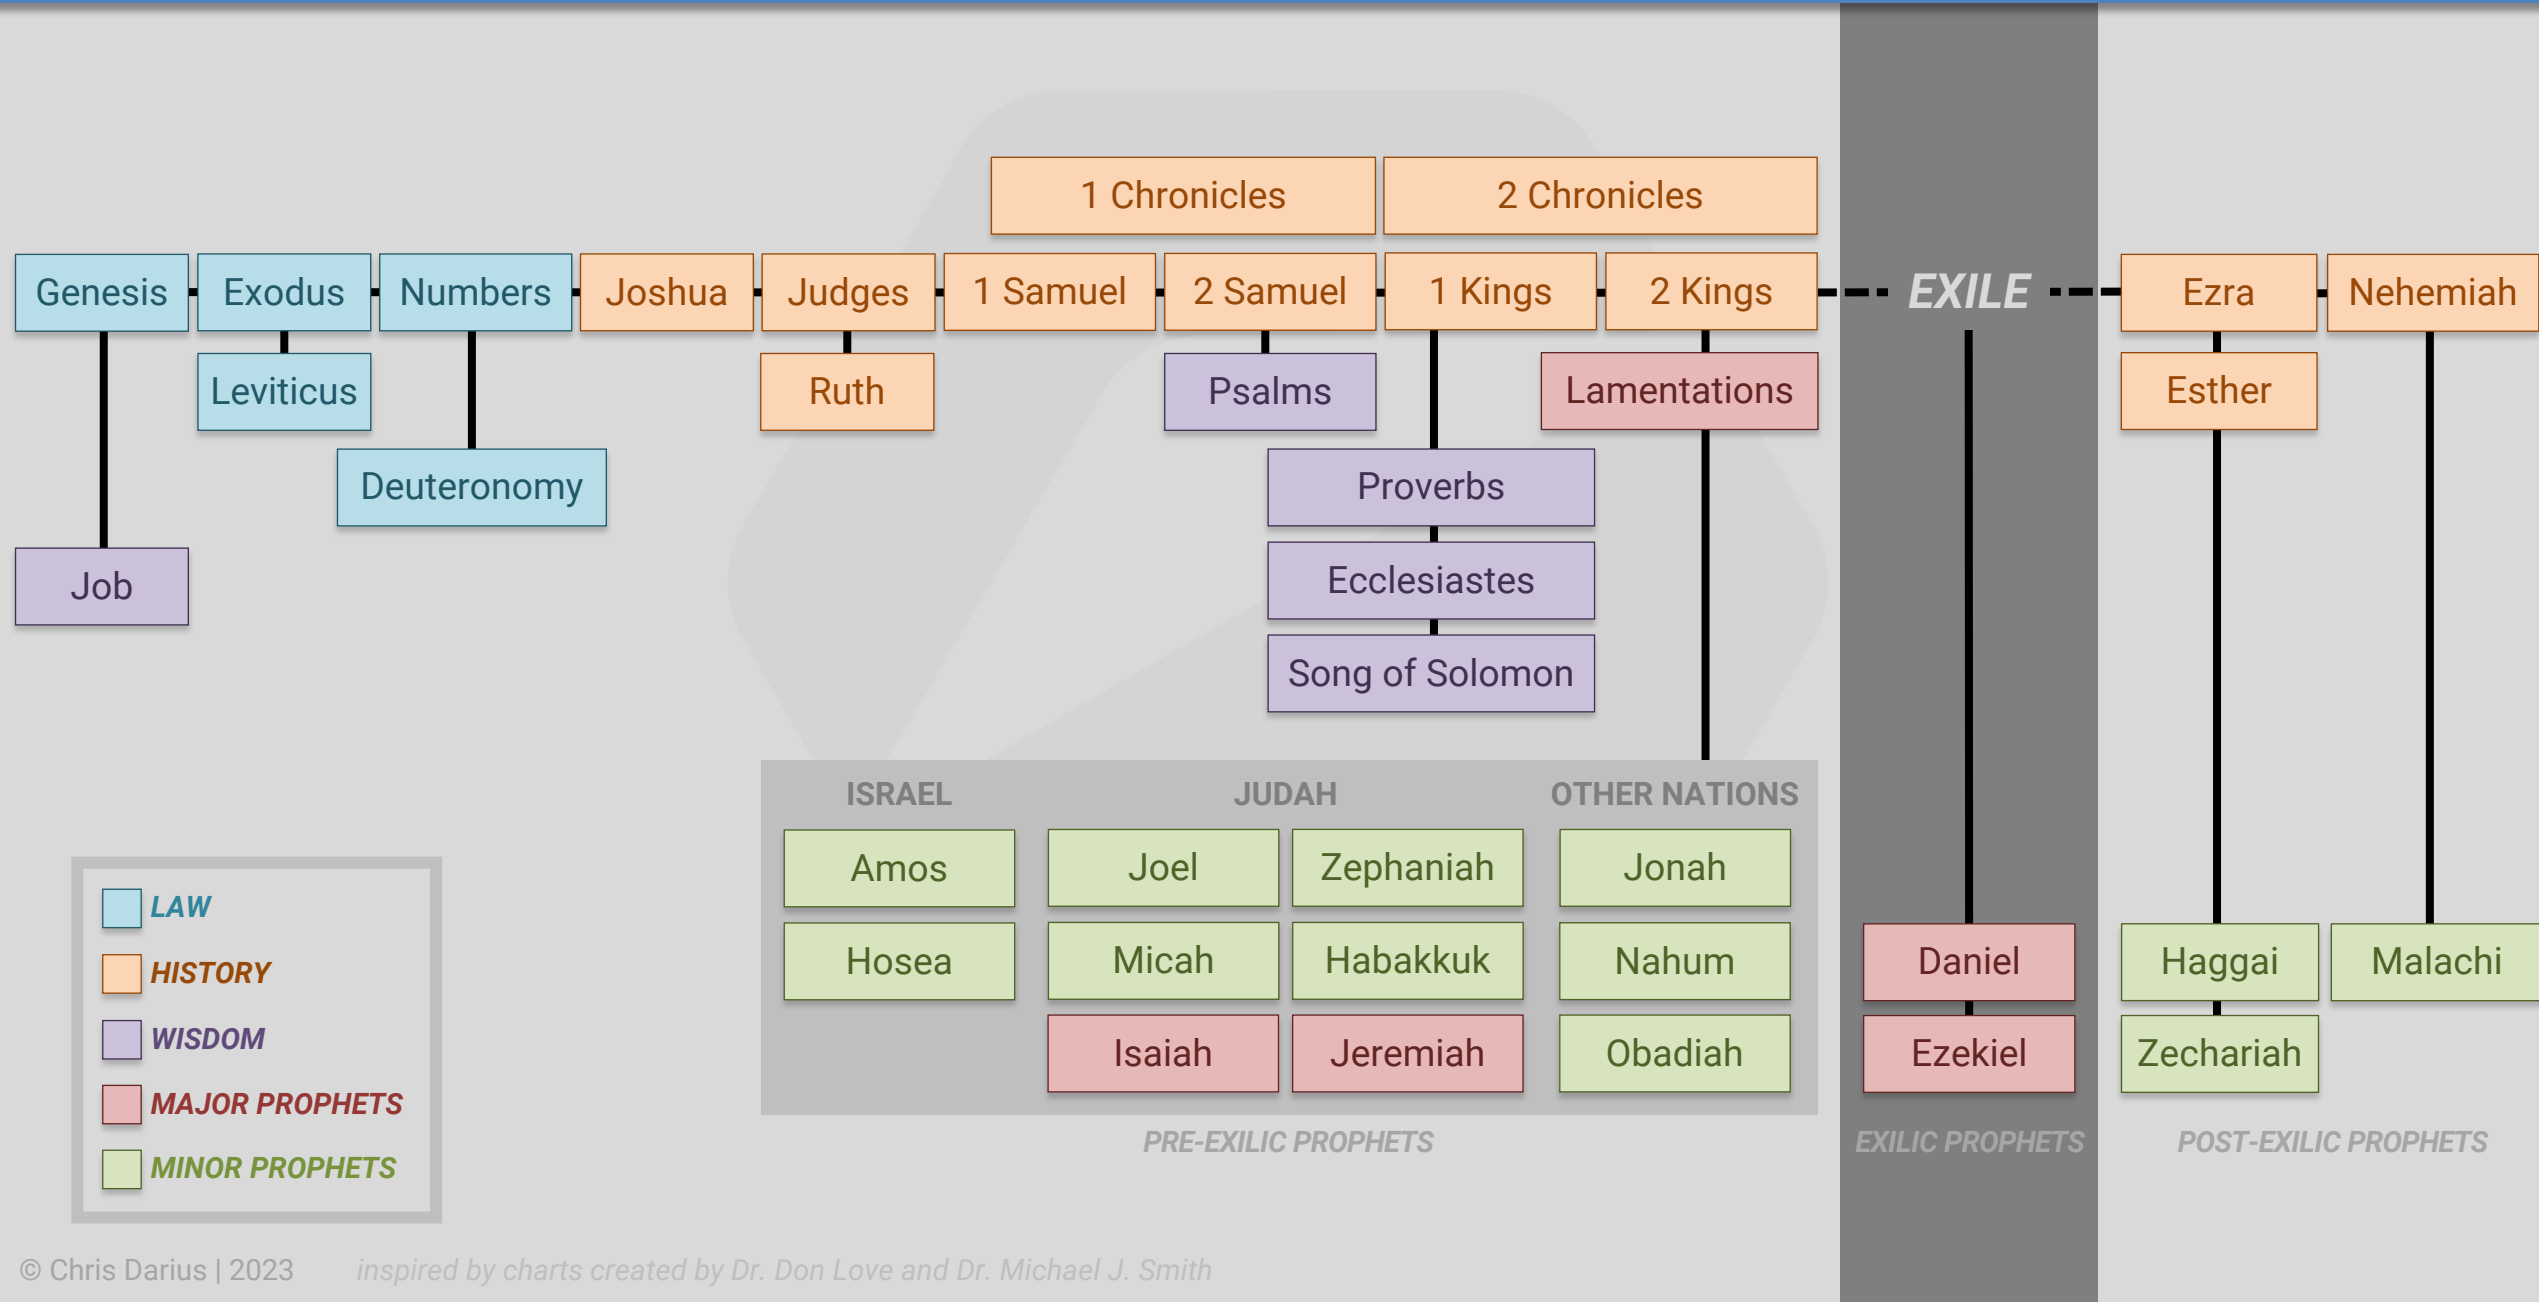 1 Chronicles
2 Chronicles
Genesis
Exodus
Numbers
Joshua
Judges
1 Samuel
2 Samuel
1 Kings
2 Kings
EXILE
Ezra
Nehemiah
Leviticus
Ruth
Psalms
Lamentations
Esther
Deuteronomy
Proverbs
Job
Ecclesiastes
Song of Solomon
ISRAEL
JUDAH
OTHER NATIONS
Amos
Joel
Zephaniah
Jonah
Hosea
Micah
Habakkuk
Nahum
Daniel
Haggai
Malachi
Isaiah
Jeremiah
Obadiah
Ezekiel
Zechariah
PRE-EXILIC PROPHETS
EXILIC PROPHETS
POST-EXILIC PROPHETS
LAW
HISTORY
WISDOM
MAJOR PROPHETS
MINOR PROPHETS
© Chris Darius | 2023
inspired by charts created by Dr. Don Love and Dr. Michael J. Smith